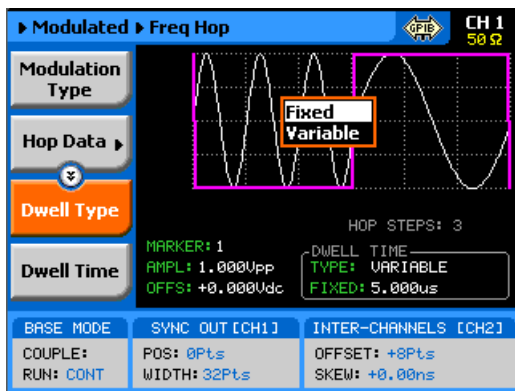 ▸ Modulated ▸ Freq Hop
GPIB
CH 1
50 Ω
Modulation
Type
Hop Data ▸
Dwell Type
Dwell Time
Fixed
Variable
HOP STEPS: 3
MARKER: 1
AMPL: 1.000Vpp
OFFS: +0.000Vdc
DWELL TIME
TYPE: VARIABLE
FIXED: 5.000us
BASE MODE
COUPLE:
RUN: CONT
SYNC OUT [CH1]
POS: 0Pts
WIDTH: 32Pts
INTER-CHANNELS [CH2]
OFFSET: +8Pts
SKEW: +0.00ns